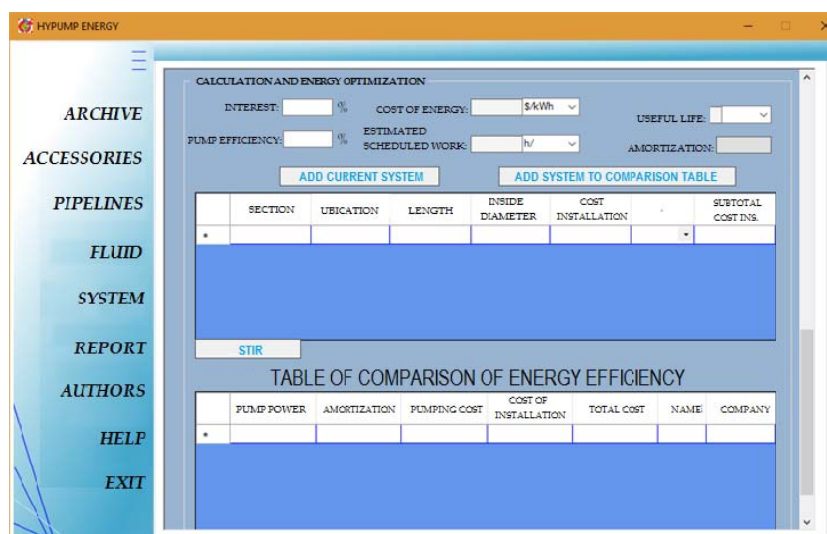 HYPUMP ENERGY
ARCHIVE
ACCESSORIES
PIPELINES
FLUID
SYSTEM
REPORT
AUTHORS
HELP
EXIT
CALCULATION AND ENERGY OPTIMIZATION
INTEREST: % COST OF ENERGY: $/kWh USEFUL LIFE:
PUMP EFFICIENCY: % ESTIMATED SCHEDULED WORK: h/ AMORTIZATION:
ADD CURRENT SYSTEM ADD SYSTEM TO COMPARISON TABLE
SECTION UBICATION LENGTH INSIDE DIAMETER COST INSTALLATION . SUBTOTAL COST INS.
*
STIR
TABLE OF COMPARISON OF ENERGY EFFICIENCY
PUMP POWER AMORTIZATION PUMPING COST COST OF INSTALLATION TOTAL COST NAME COMPANY
*